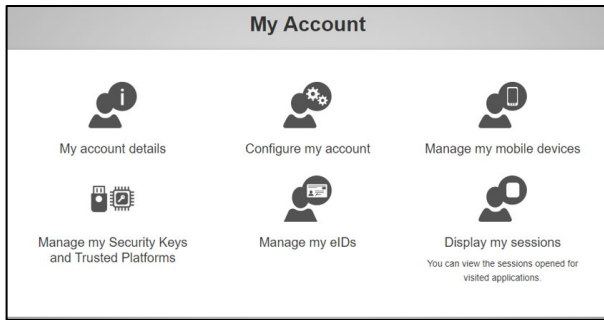 My Account
My account details
Configure my account
Manage my mobile devices
Manage my Security Keys
and Trusted Platforms
Manage my eIDs
Display my sessions
You can view the sessions opened for
visited applications.